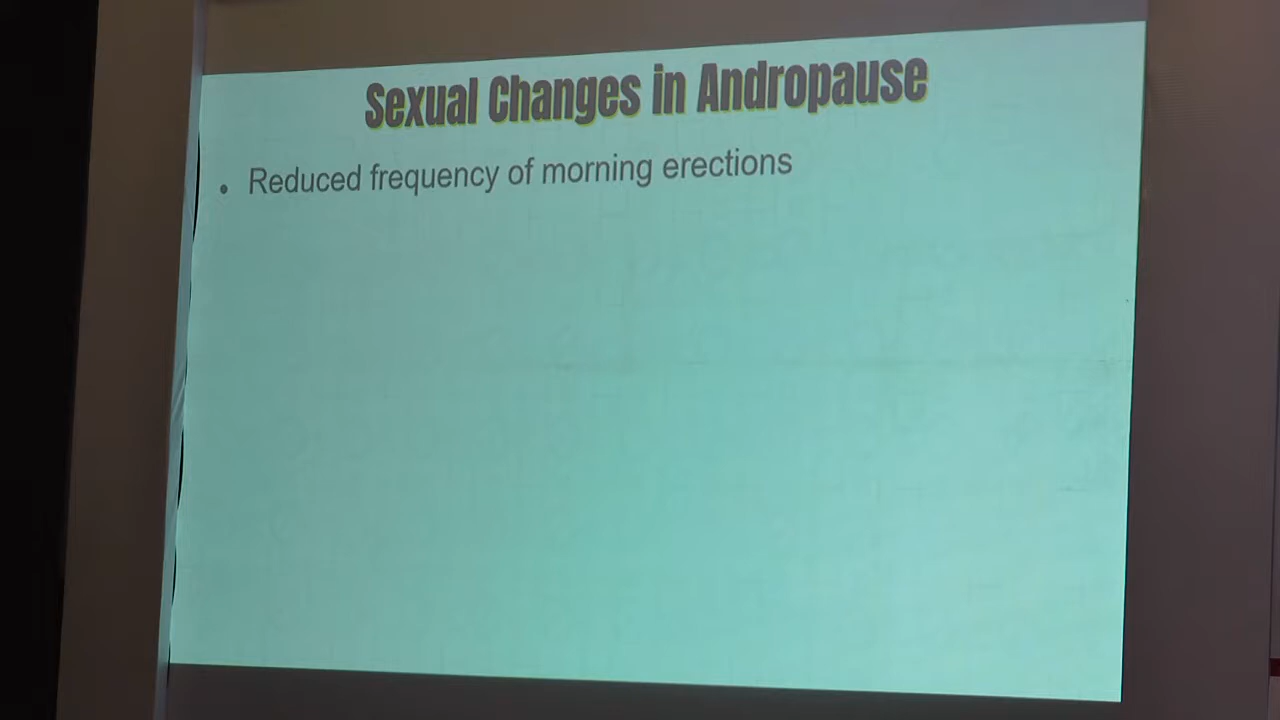 Sexual Changes in Andropause
• Reduced frequency of morning erections